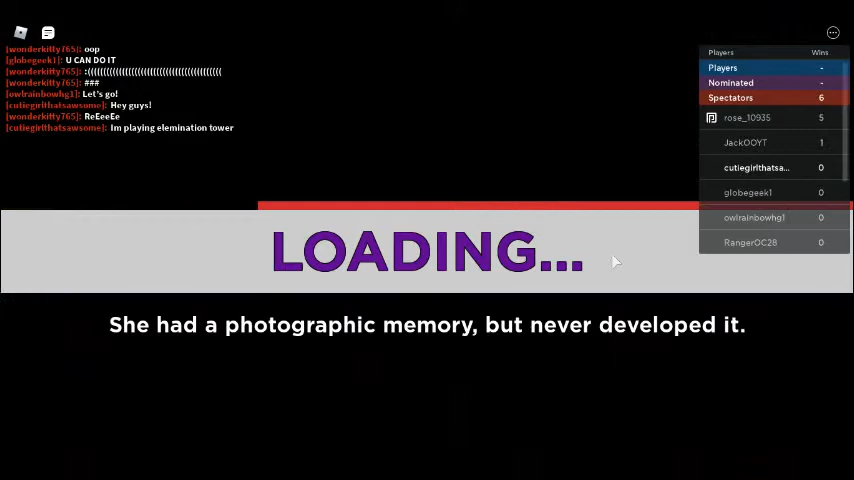 [wonderkitty765]: oop
[globegeek1]: U CAN DO IT
[wonderkitty765]: :((((((((((((((((((((((((((((((((((((((((((((
[wonderkitty765]: ###
[owlrainbowhg1]: Let's go!
[cutiegirlthatsawsome]: Hey guys!
[wonderkitty765]: ReEeeEe
[cutiegirlthatsawsome]: Im playing elemination tower
Players Wins
Players -
Nominated -
Spectators 6
rose_10935 5
JackOOYT 1
cutiegirlthatsa... 0
globegeek1 0
owlrainbowhg1 0
RangerOC28 0
LOADING...
She had a photographic memory, but never developed it.